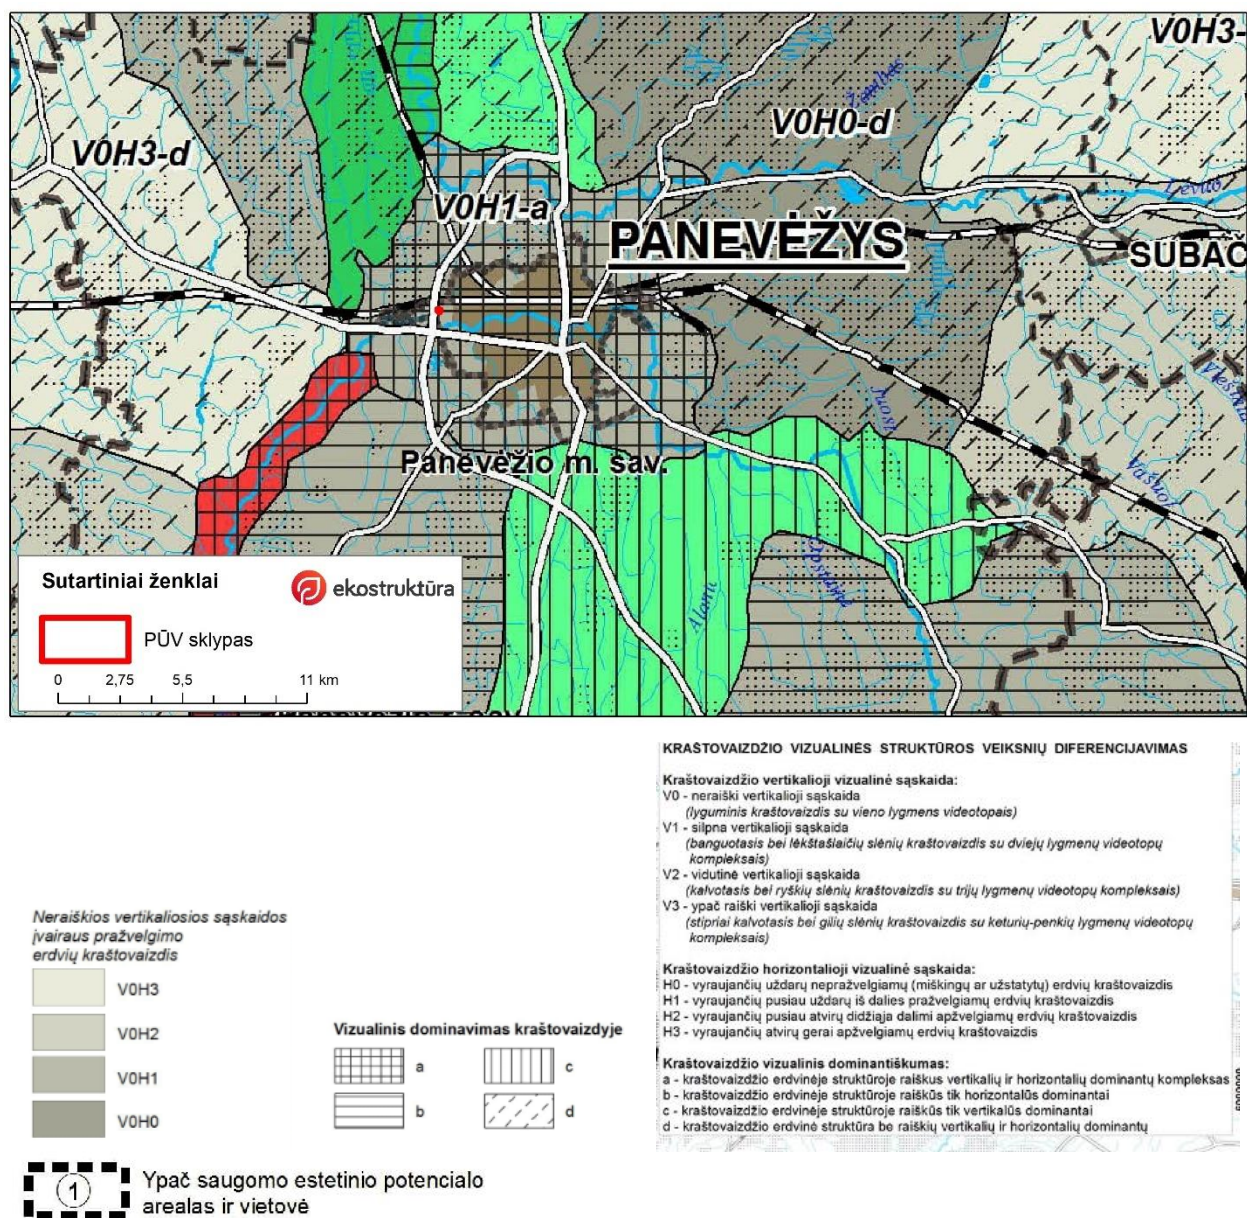 V0H3-
V0H0-d
V0H3-d
V0H1-a
Lėvuo
PANEVĖŽYS
SUBAČ
Juosta
Vašuok
Panevėžio m. sav.
Alanta
Sutartiniai ženklai
ekostruktūra
PŪV sklypas
0 2,75 5,5 11 km
KRAŠTOVAIZDŽIO VIZUALINĖS STRUKTŪROS VEIKSNIŲ DIFERENCIJAVIMAS
Kraštovaizdžio vertikalioji vizualinė sąskaida:
V0 - neraiški vertikalioji sąskaida
(lyguminis kraštovaizdis su vieno lygmens videotopais)
V1 - silpna vertikalioji sąskaida
(banguotasis bei lėkštašlaičių slėnių kraštovaizdis su dviejų lygmenų videotopų
kompleksais)
V2 - vidutinė vertikalioji sąskaida
(kalvotasis bei ryškių slėnių kraštovaizdis su trijų lygmenų videotopų kompleksais)
V3 - ypač raiški vertikalioji sąskaida
(stipriai kalvotasis bei gilių slėnių kraštovaizdis su keturių-penkių lygmenų videotopų
kompleksais)
Kraštovaizdžio horizontalioji vizualinė sąskaida:
H0 - vyraujančių uždarų nepražvelgiamų (miškingų ar užstatytų) erdvių kraštovaizdis
H1 - vyraujančių pusiau uždarų iš dalies pražvelgiamų erdvių kraštovaizdis
H2 - vyraujančių pusiau atvirų didžiąja dalimi apžvelgiamų erdvių kraštovaizdis
H3 - vyraujančių atvirų gerai apžvelgiamų erdvių kraštovaizdis
Kraštovaizdžio vizualinis dominantiškumas:
a - kraštovaizdžio erdvinėje struktūroje raiškus vertikalių ir horizontalių dominantų kompleksas
b - kraštovaizdžio erdvinėje struktūroje raiškūs tik horizontalūs dominantai
c - kraštovaizdžio erdvinėje struktūroje raiškūs tik vertikalūs dominantai
d - kraštovaizdžio erdvinė struktūra be raiškių vertikalių ir horizontalių dominantų
Neraiškios vertikaliosios sąskaidos
įvairaus pražvelgimo
erdvių kraštovaizdis
V0H3
V0H2
V0H1
V0H0
Vizualinis dominavimas kraštovaizdyje
a
c
b
d
1
Ypač saugomo estetinio potencialo
arealas ir vietovė